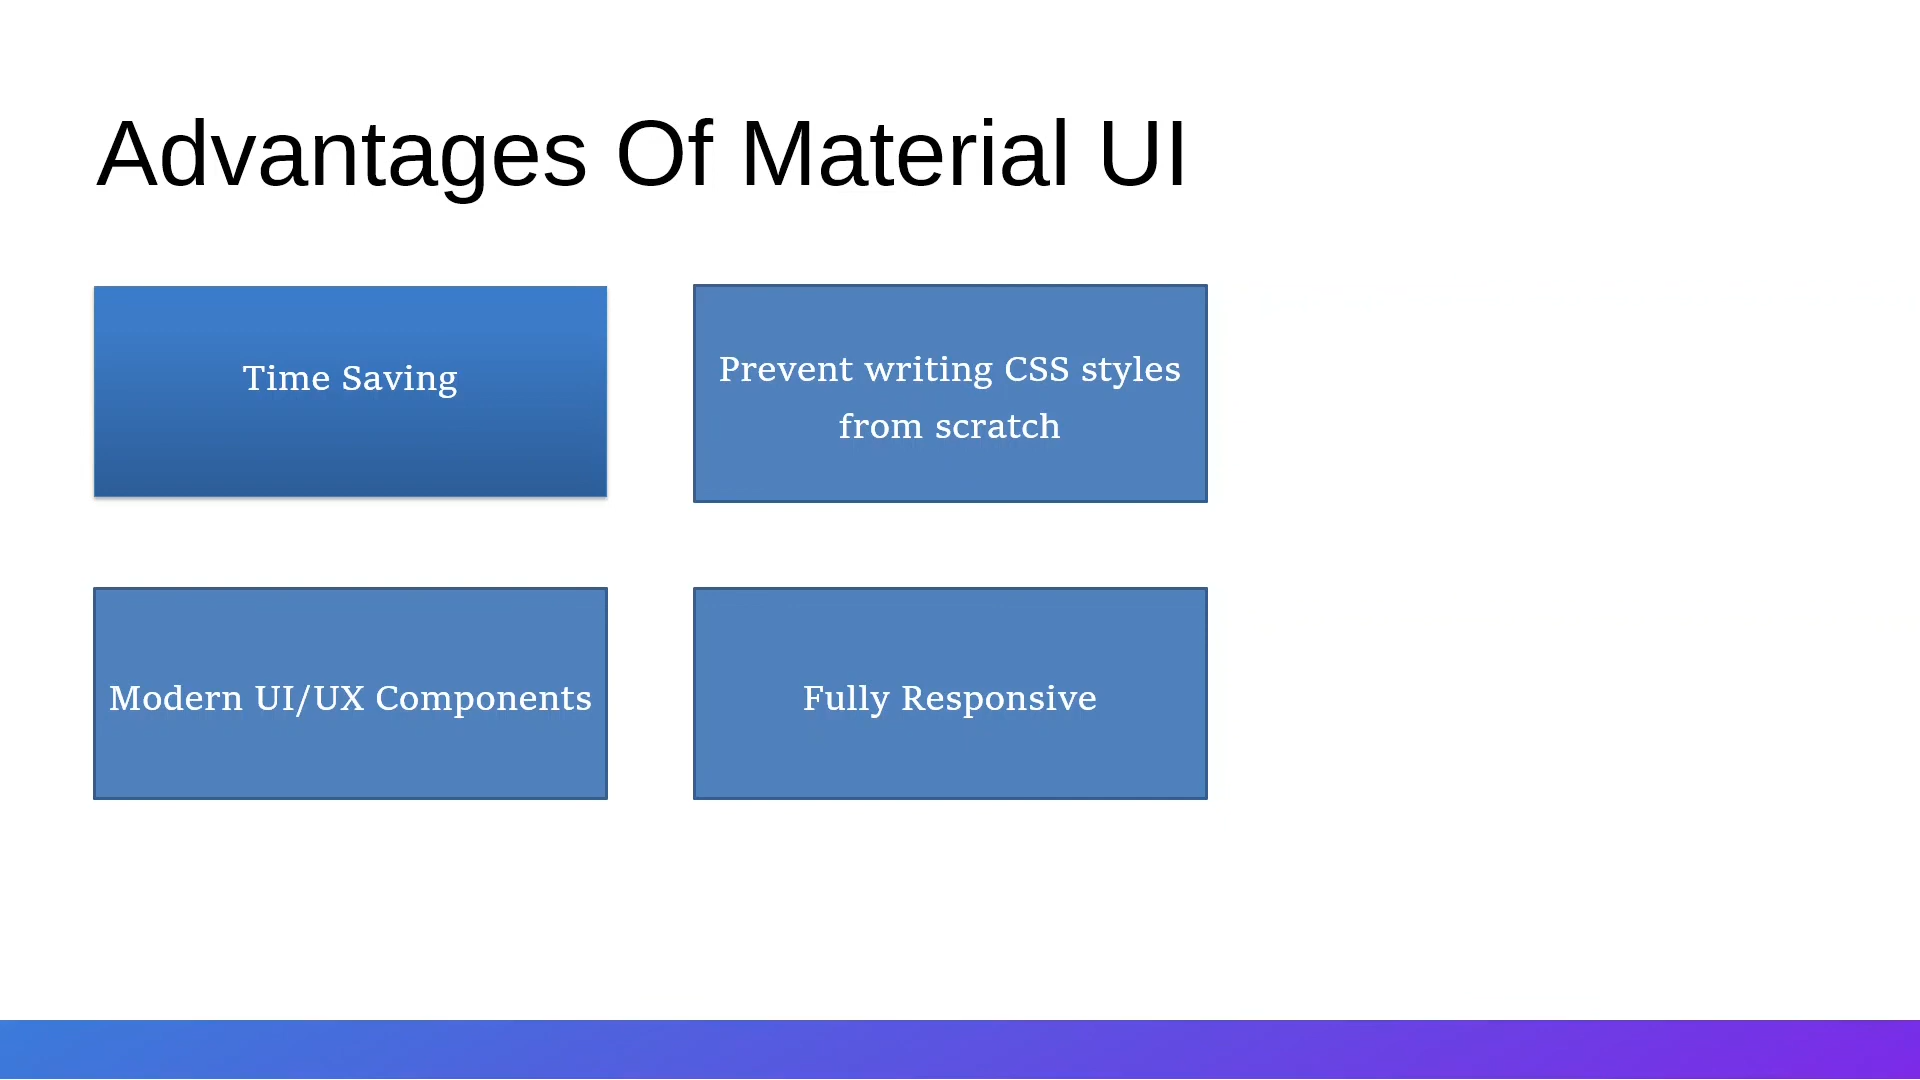 Advantages Of Material UI
Time Saving
Prevent writing CSS styles
from scratch
Modern UI/UX Components
Fully Responsive